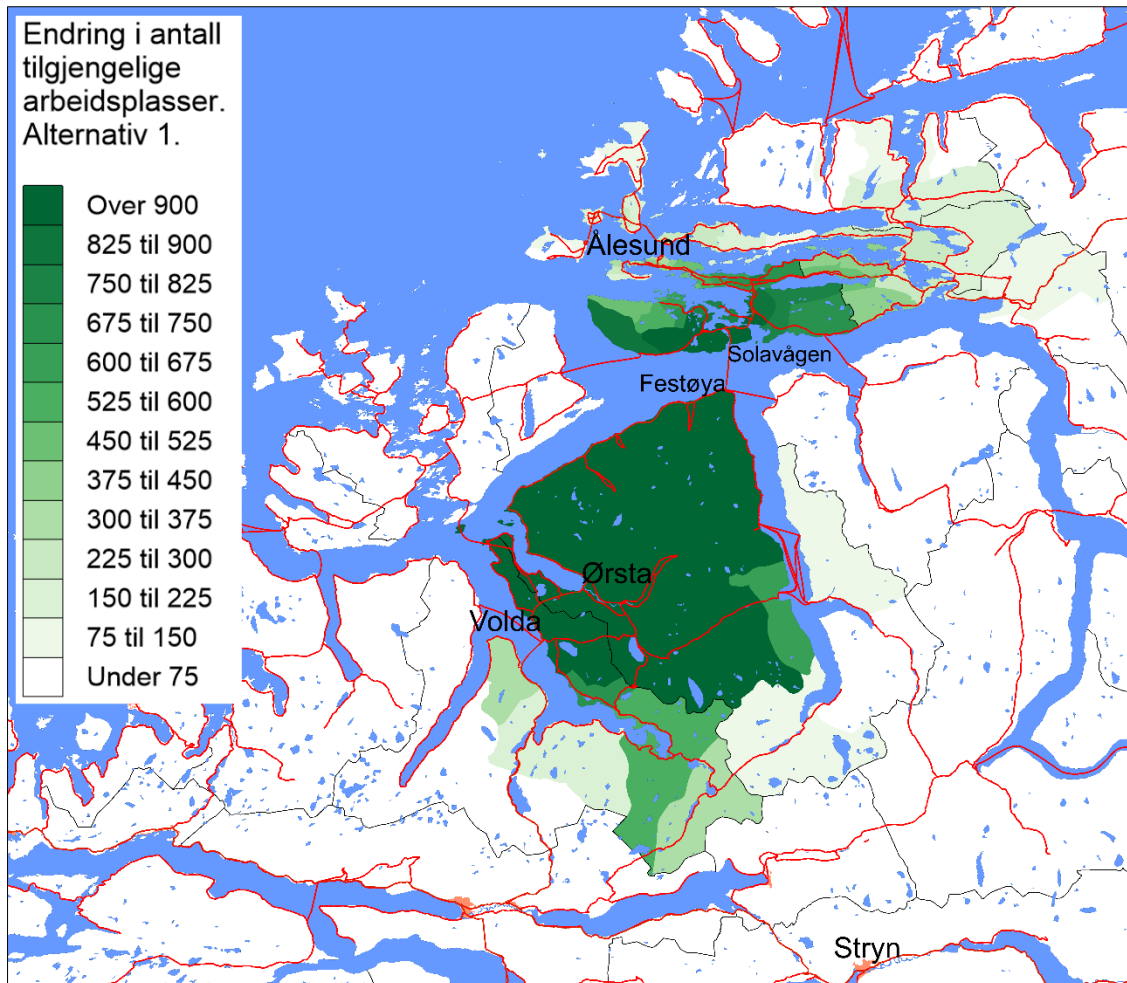 Endring i antall
tilgjengelige
arbeidsplasser.
Alternativ 1.
Over 900
825 til 900
750 til 825
675 til 750
600 til 675
525 til 600
450 til 525
375 til 450
300 til 375
225 til 300
150 til 225
75 til 150
Under 75
Ålesund
Solavågen
Festøya
Ørsta
Volda
Stryn